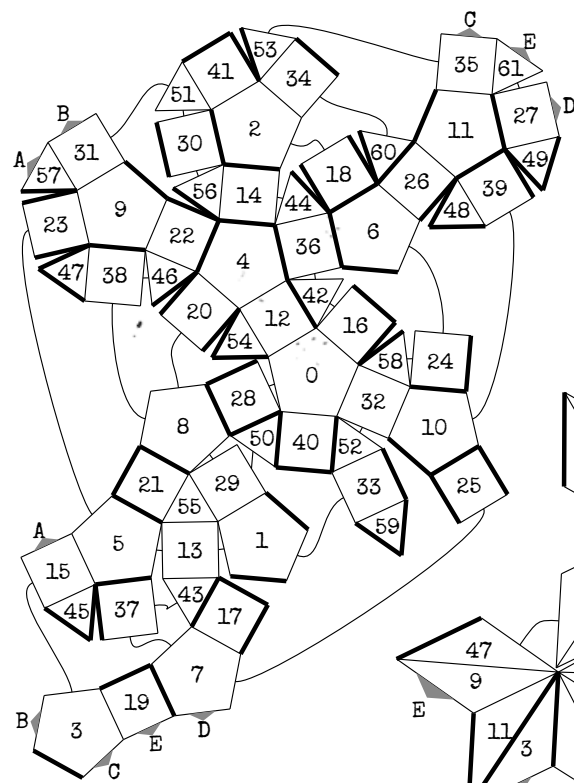 C
53 E
41 35 61
34
51 27 D
B 2 11
30 60 49
A 31 18 26 39
57 56 14 44 48
23 9 22 36 6
4
47 38 46 42
20 12 16
54 58 24
0
28 32
8 50 40 52 10
21 29 33 25
55
A 5 13 1 59
15
45 37 43 17
7 47
19 9
B 3 D E
E 11
C 3